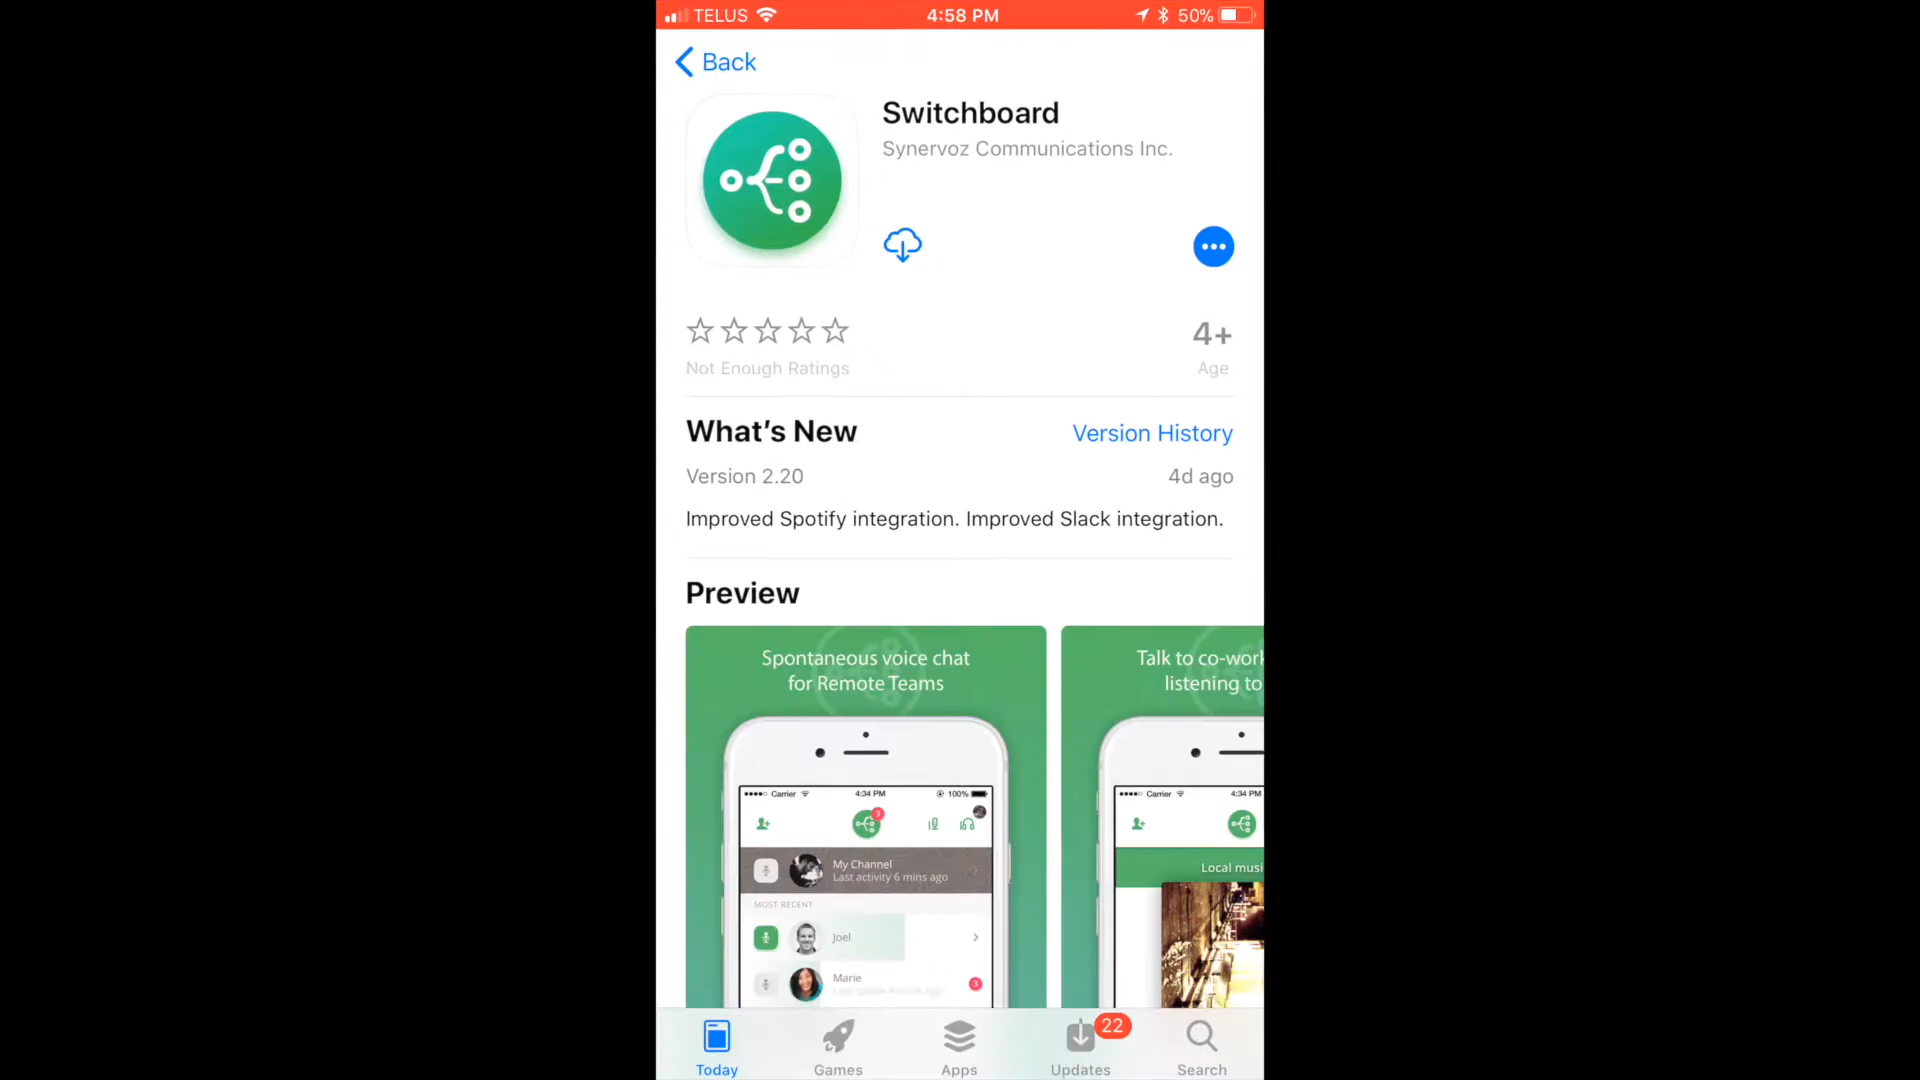 TELUS 4:58 PM 50%
Back
Switchboard
Synervoz Communications Inc.
4+
Not Enough Ratings Age
What's New Version History
Version 2.20 4d ago
Improved Spotify integration. Improved Slack integration.
Preview
Spontaneous voice chat
for Remote Teams
Carrier 4:34 PM 100%
3
My Channel
Last activity 6 mins ago
MOST RECENT
Joel
Marie
3
Talk to co-work
listening to
Carrier 4:34 PM
Local musi
22
Today Games Apps Updates Search